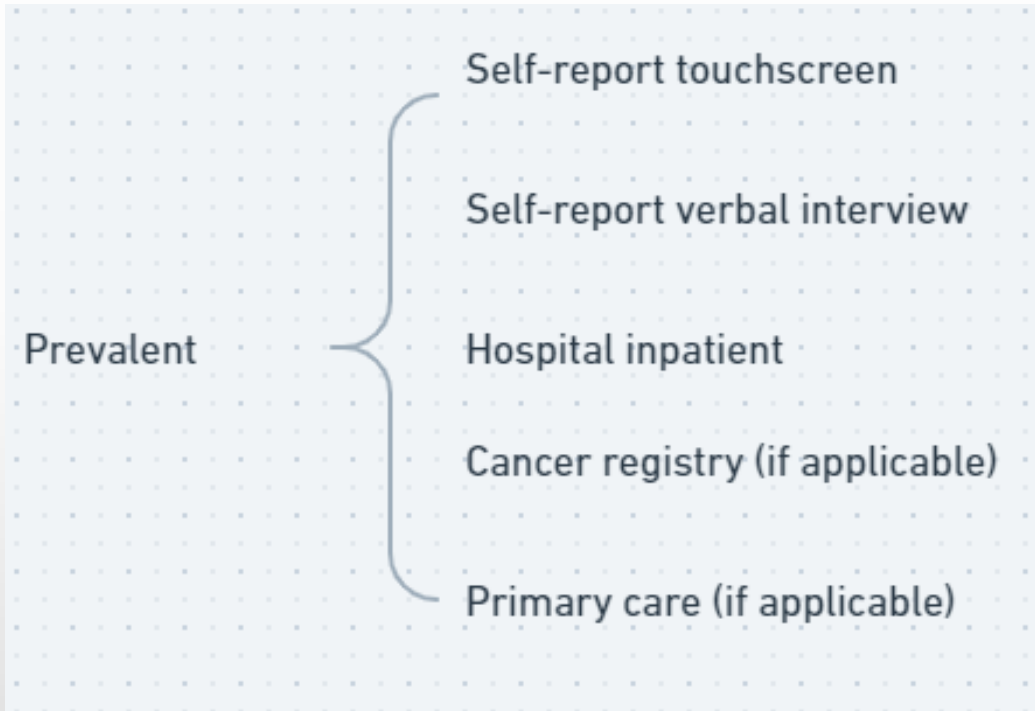 Self-report touchscreen
Self-report verbal interview
Prevalent
Hospital inpatient
Cancer registry (if applicable)
Primary care (if applicable)